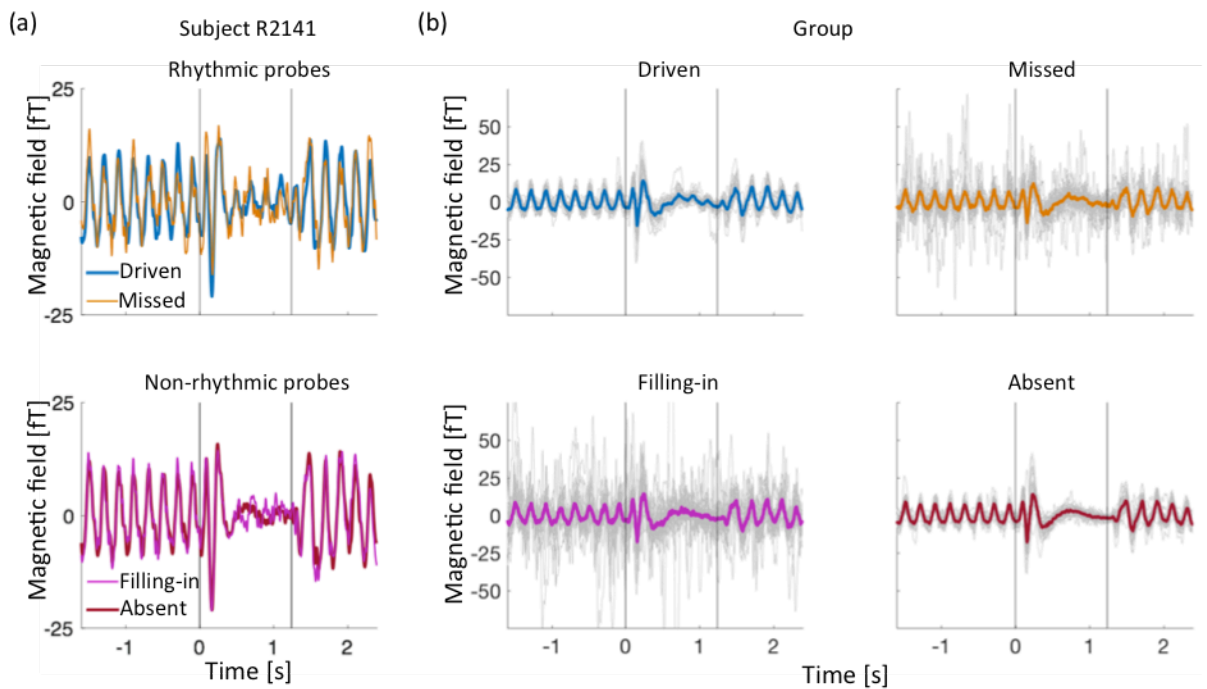 (a)
Subject R2141
(b)
Group
Rhythmic probes
Driven
Missed
25
0
-25
Magnetic field [fT]
Driven
Missed
50
25
0
-25
-50
Magnetic field [fT]
Non-rhythmic probes
Filling-in
Absent
25
0
-25
Magnetic field [fT]
Filling-in
Absent
50
25
0
-25
-50
Magnetic field [fT]
-1 0 1 2
-1 0 1 2
-1 0 1 2
Time [s]
Time [s]